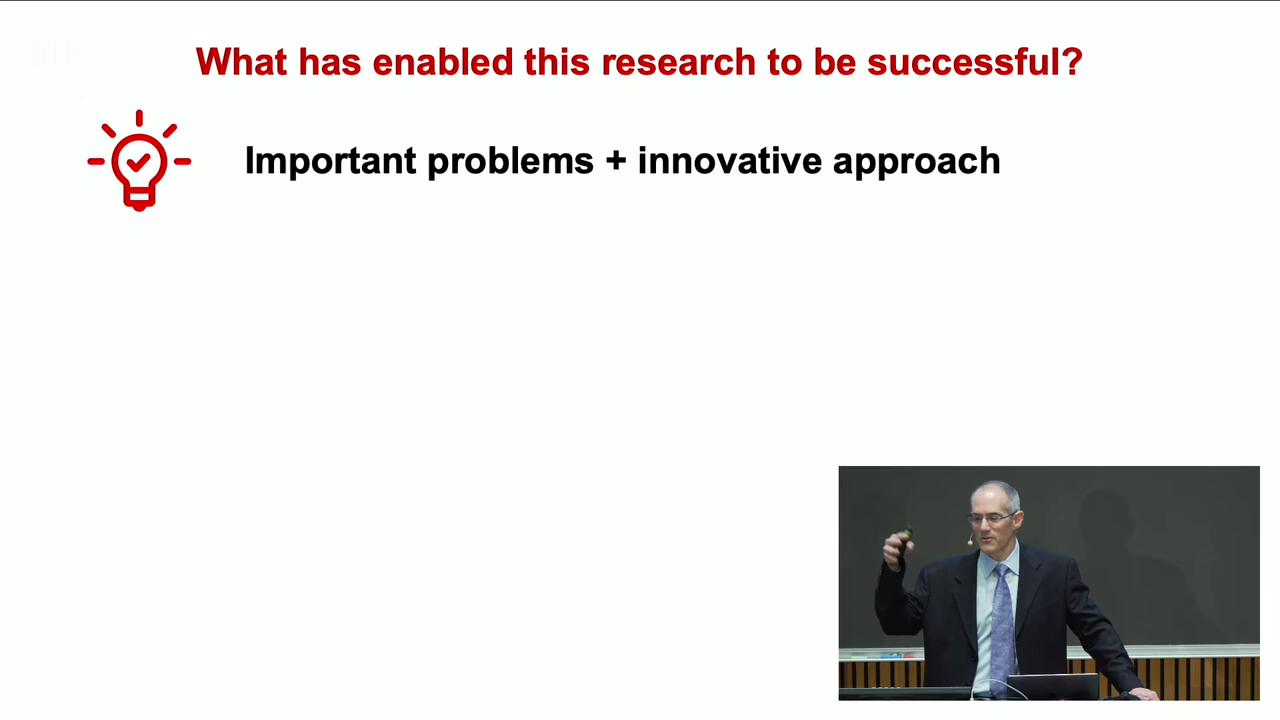 What has enabled this research to be successful?
Important problems + innovative approach